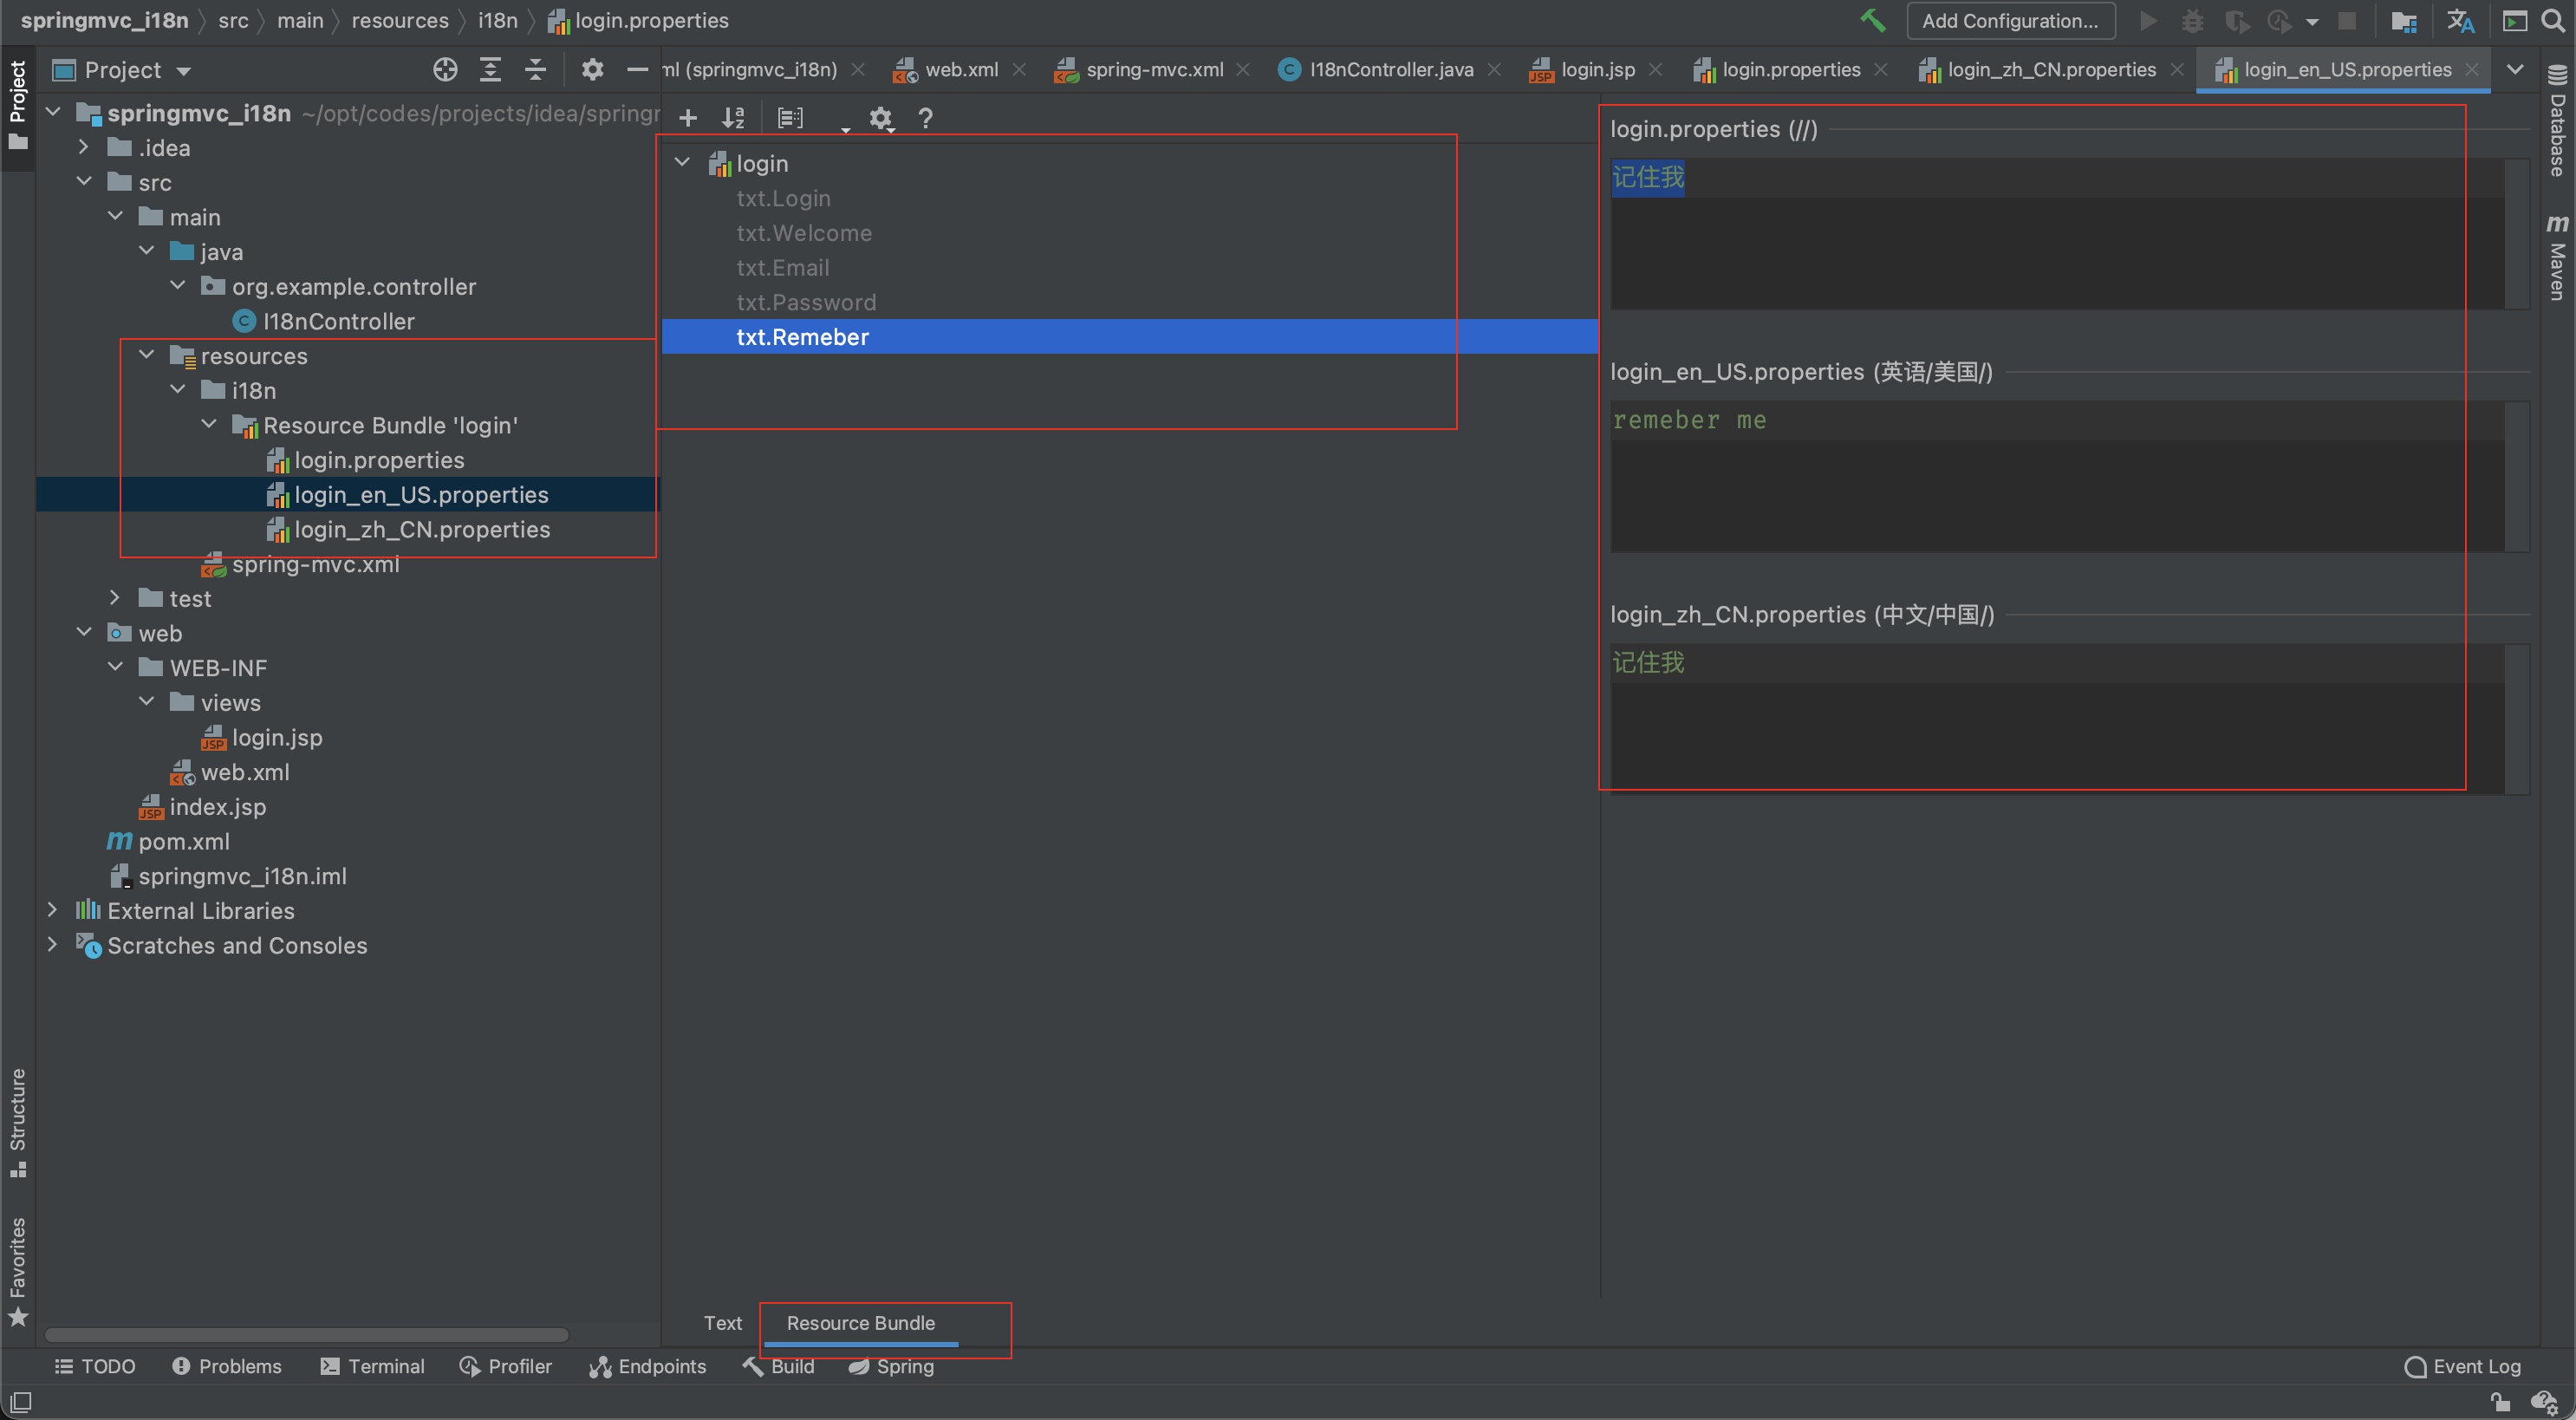 springmvc_i18n src main resources i18n login.properties
Add Configuration...
Project
ml (springmvc_i18n) web.xml spring-mvc.xml I18nController.java login.jsp login.properties login_zh_CN.properties login_en_US.properties
Project
springmvc_i18n ~/opt/codes/projects/idea/springr
.idea
src
main
java
org.example.controller
I18nController
resources
i18n
Resource Bundle 'login'
login.properties
login_en_US.properties
login_zh_CN.properties
spring-mvc.xml
test
web
WEB-INF
views
login.jsp
web.xml
index.jsp
pom.xml
springmvc_i18n.iml
External Libraries
Scratches and Consoles
login
txt.Login
txt.Welcome
txt.Email
txt.Password
txt.Remeber
login.properties (//)
记住我
login_en_US.properties (英语/美国/)
remeber me
login_zh_CN.properties (中文/中国/)
记住我
Database
Maven
Structure
Favorites
Text Resource Bundle
TODO Problems Terminal Profiler Endpoints Build Spring Event Log